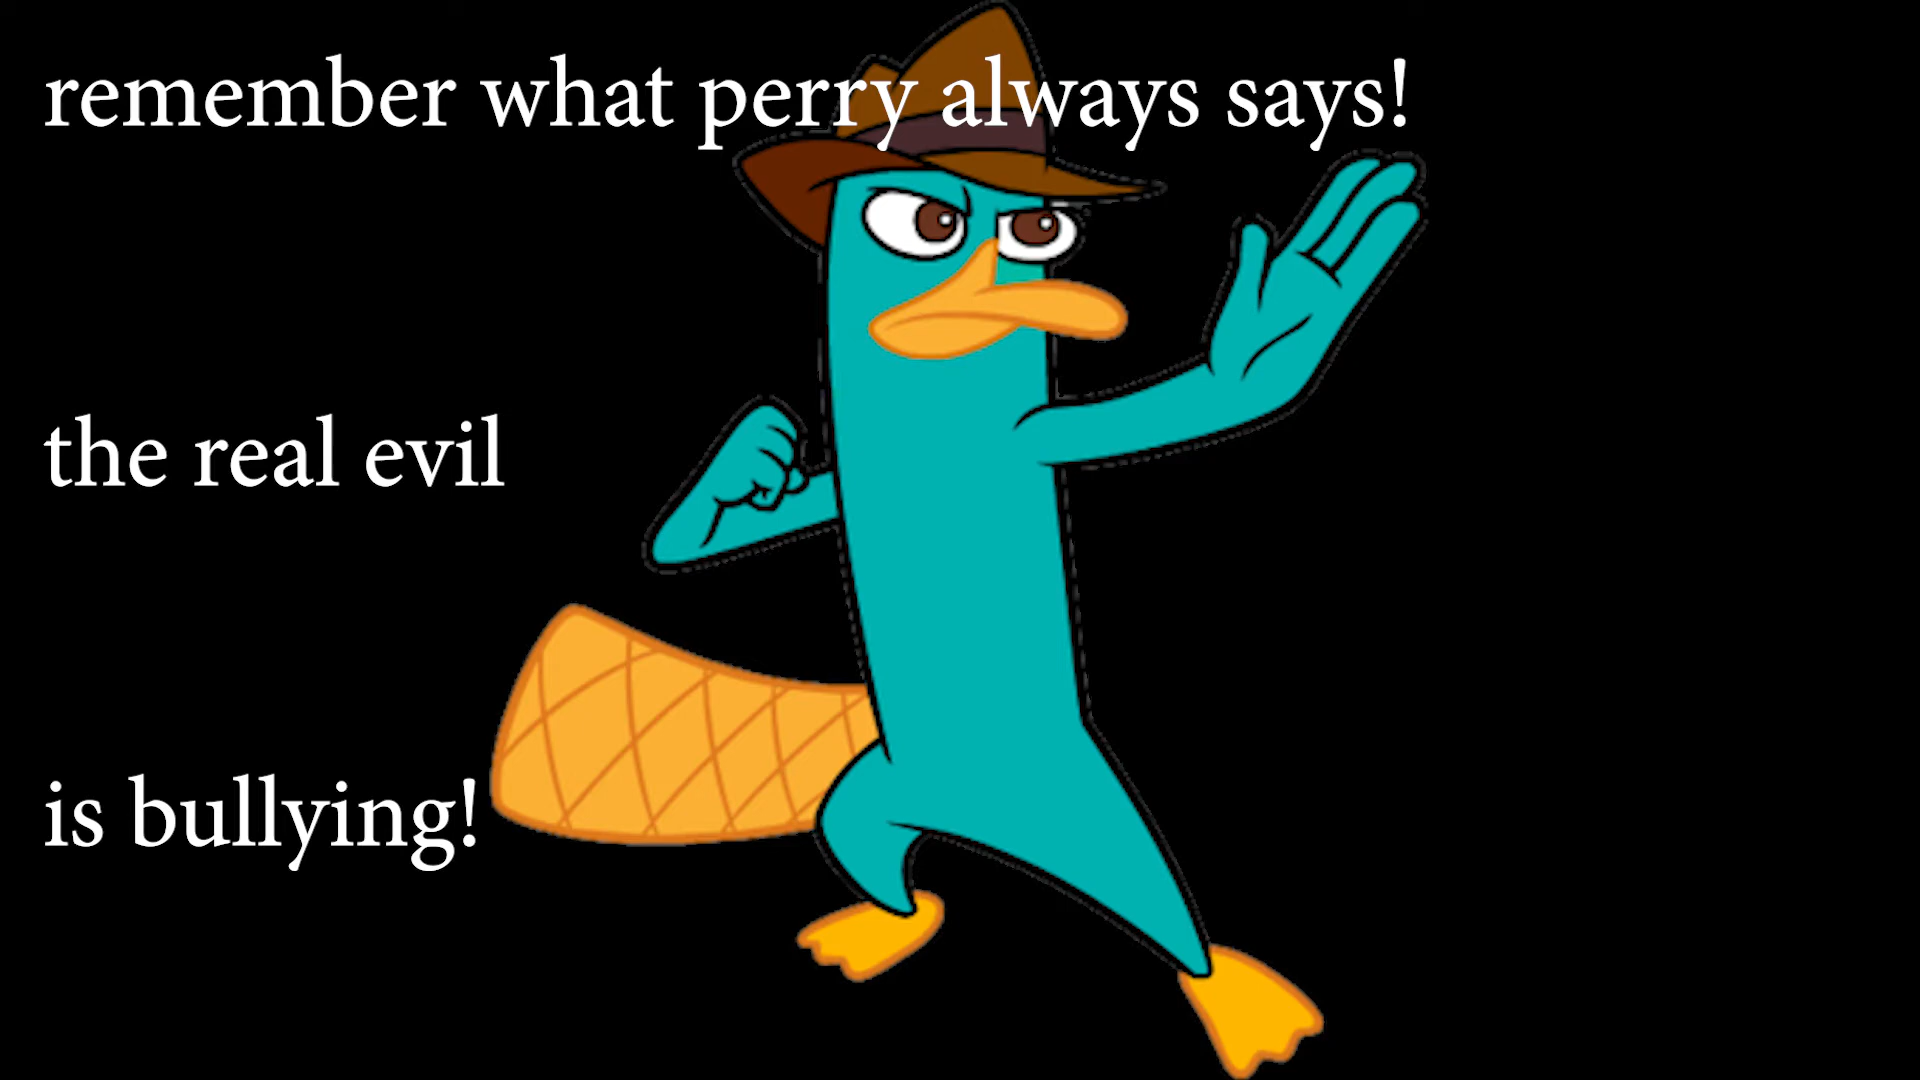 remember what perry always says!
the real evil
is bullying!